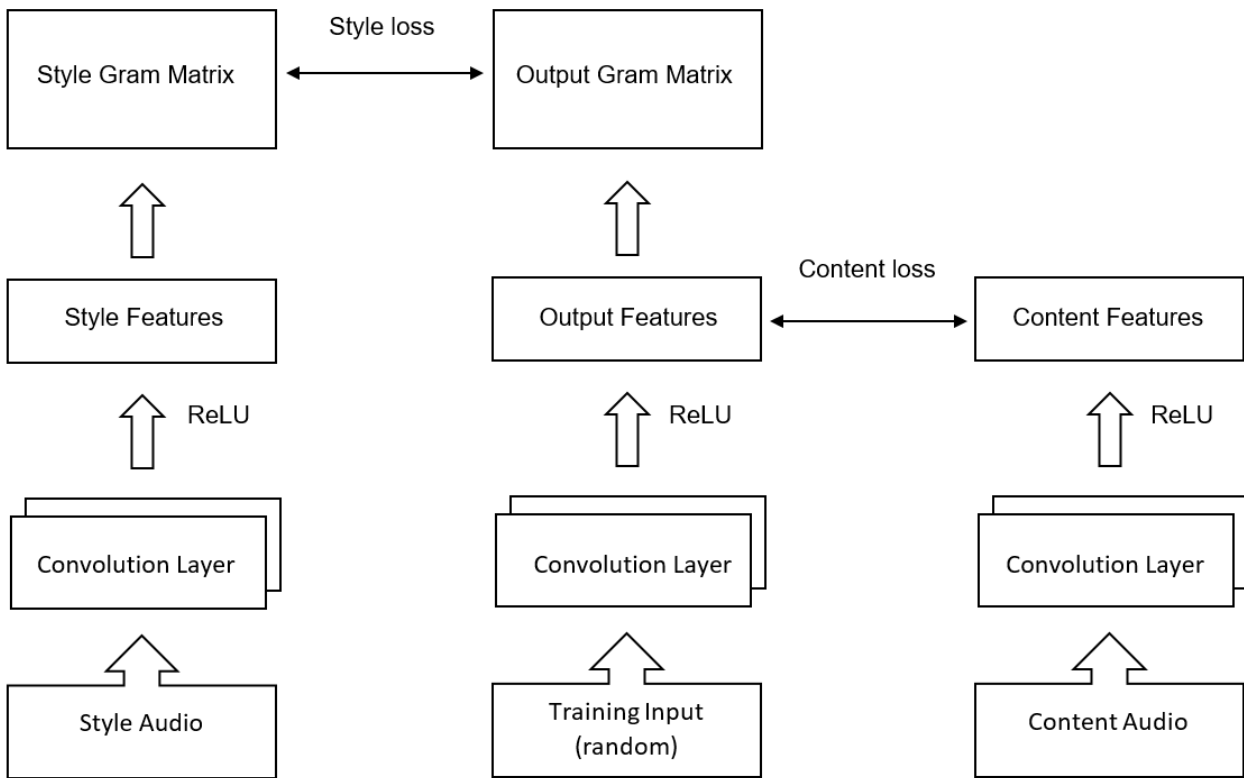 Style loss
Style Gram Matrix
Output Gram Matrix
Content loss
Style Features
Output Features
Content Features
ReLU
ReLU
ReLU
Convolution Layer
Convolution Layer
Convolution Layer
Style Audio
Training Input
(random)
Content Audio